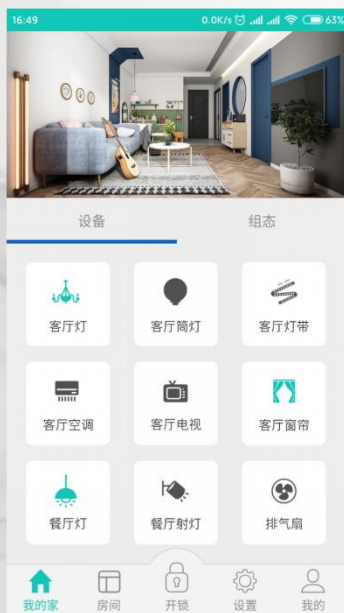 16:49 0.0K/s 63%
设备 组态
客厅灯 客厅筒灯 客厅灯带
客厅空调 客厅电视 客厅窗帘
餐厅灯 餐厅射灯 排气扇
我的家 房间 开锁 设置 我的